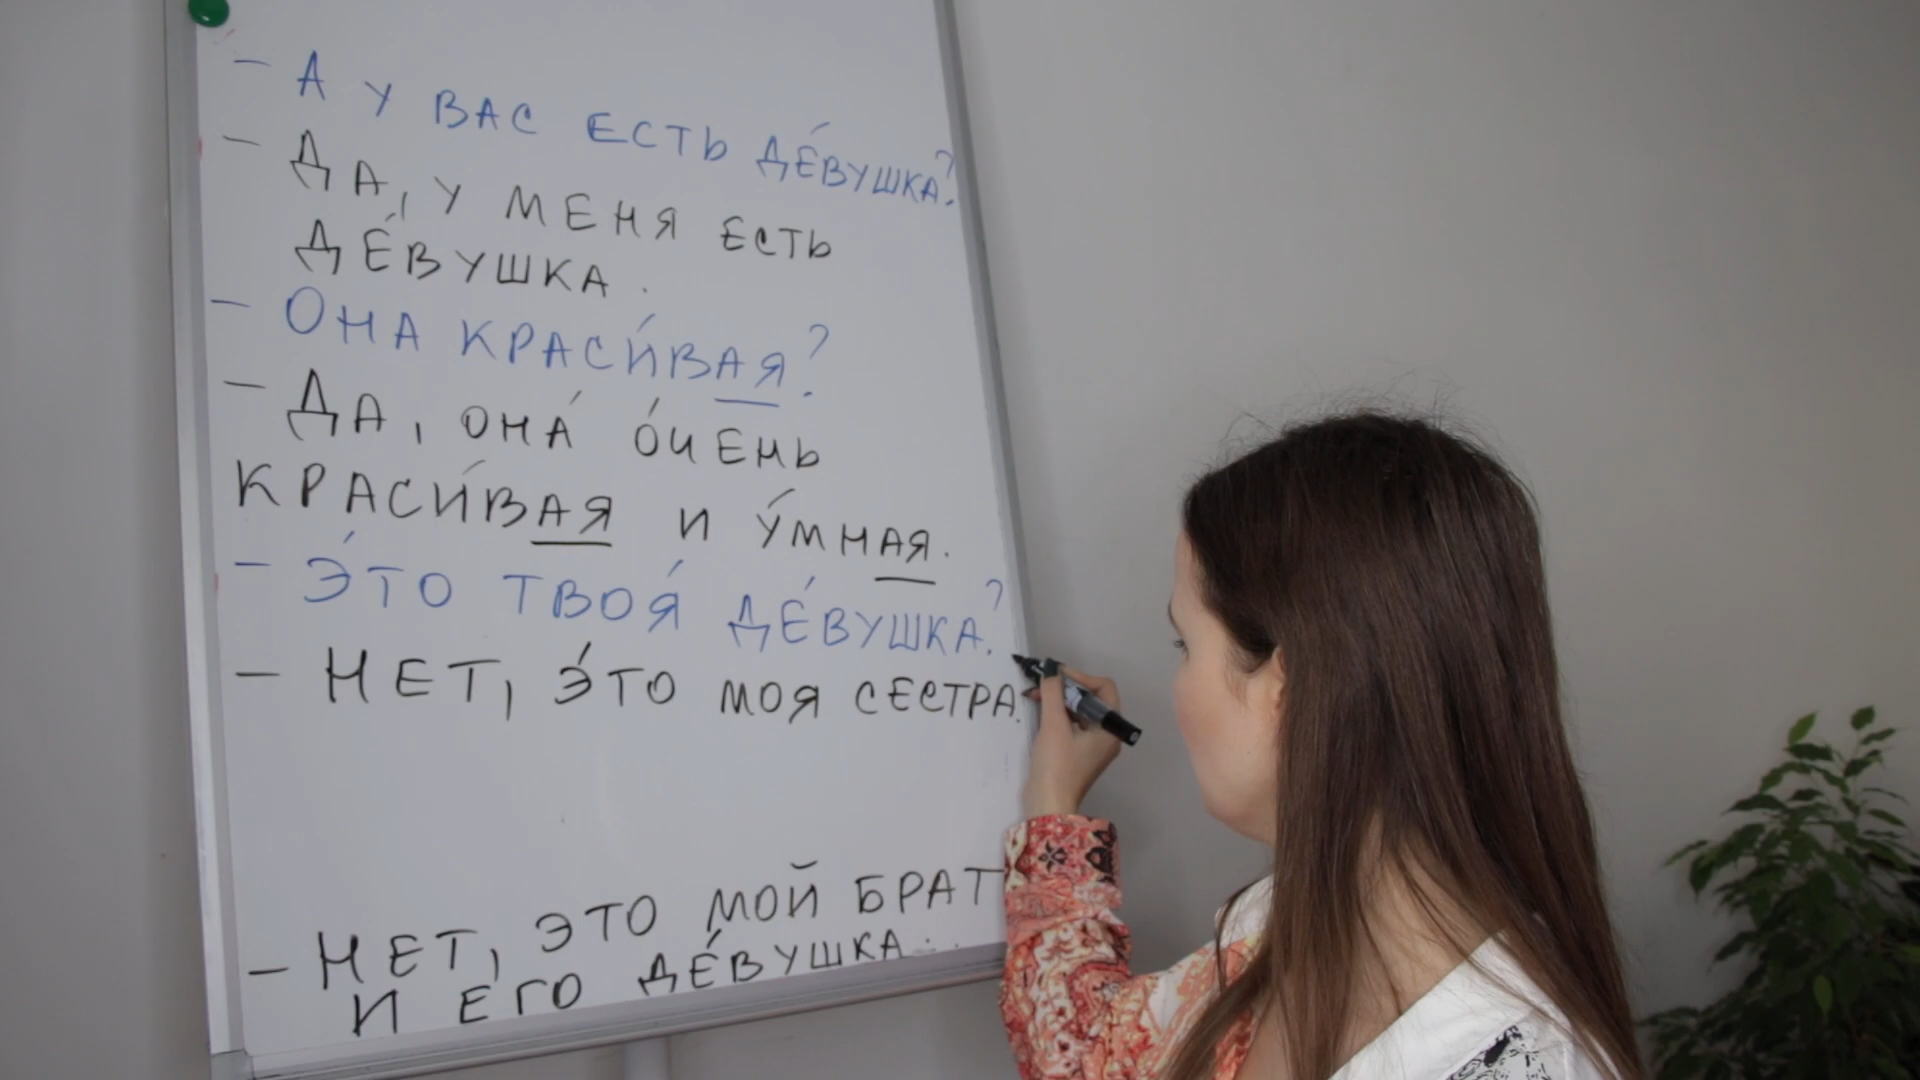 – А У ВАС ЕСТЬ ДЕ́ВУШКА?
– ДА, У МЕНЯ ЕСТЬ
ДЕ́ВУШКА.
– ОНА КРАСИ́ВАЯ?
– ДА, ОНА́ О́ЧЕНЬ
КРАСИ́ВАЯ И У́МНАЯ.
– Э́ТО ТВОЯ́ ДЕ́ВУШКА?
– НЕТ, Э́ТО МОЯ СЕСТРА.
– НЕТ, ЭТО МОЙ БРАТ
И ЕГО ДЕ́ВУШКА..